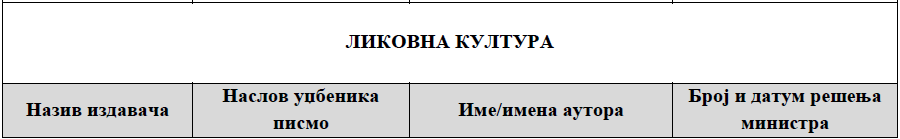 ЛИКОВНА КУЛТУРА
Назив издавача
Наслов уџбеника
писмо
Име/имена аутора
Број и датум решења
министра